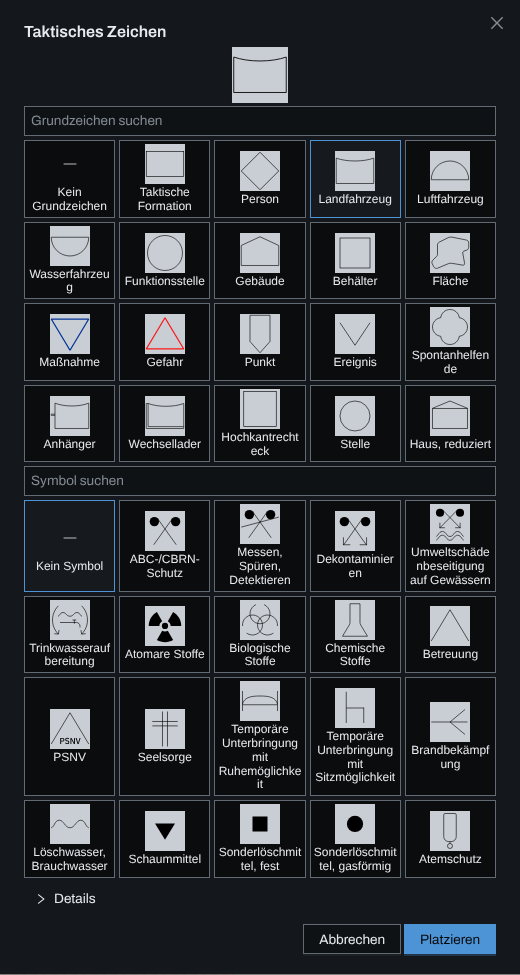 Taktisches Zeichen
Grundzeichen suchen
Kein
Grundzeichen
Taktische
Formation
Person
Landfahrzeug
Luftfahrzeug
Wasserfahrzeu
g
Funktionsstelle
Gebäude
Behälter
Fläche
Maßnahme
Gefahr
Punkt
Ereignis
Spontanhelfen
de
Anhänger
Wechsellader
Hochkantrecht
eck
Stelle
Haus, reduziert
Symbol suchen
Kein Symbol
ABC-/CBRN-
Schutz
Messen,
Spüren,
Detektieren
Dekontaminier
en
Umweltschäde
nbeseitigung
auf Gewässern
Trinkwasserauf
bereitung
Atomare Stoffe
Biologische
Stoffe
Chemische
Stoffe
Betreuung
PSNV
PSNV
Seelsorge
Temporäre
Unterbringung
mit
Ruhemöglichke
it
Temporäre
Unterbringung
mit
Sitzmöglichkeit
Brandbekämpf
ung
Löschwasser,
Brauchwasser
Schaummittel
Sonderlöschmit
tel, fest
Sonderlöschmit
tel, gasförmig
Atemschutz
Details
Abbrechen
Platzieren